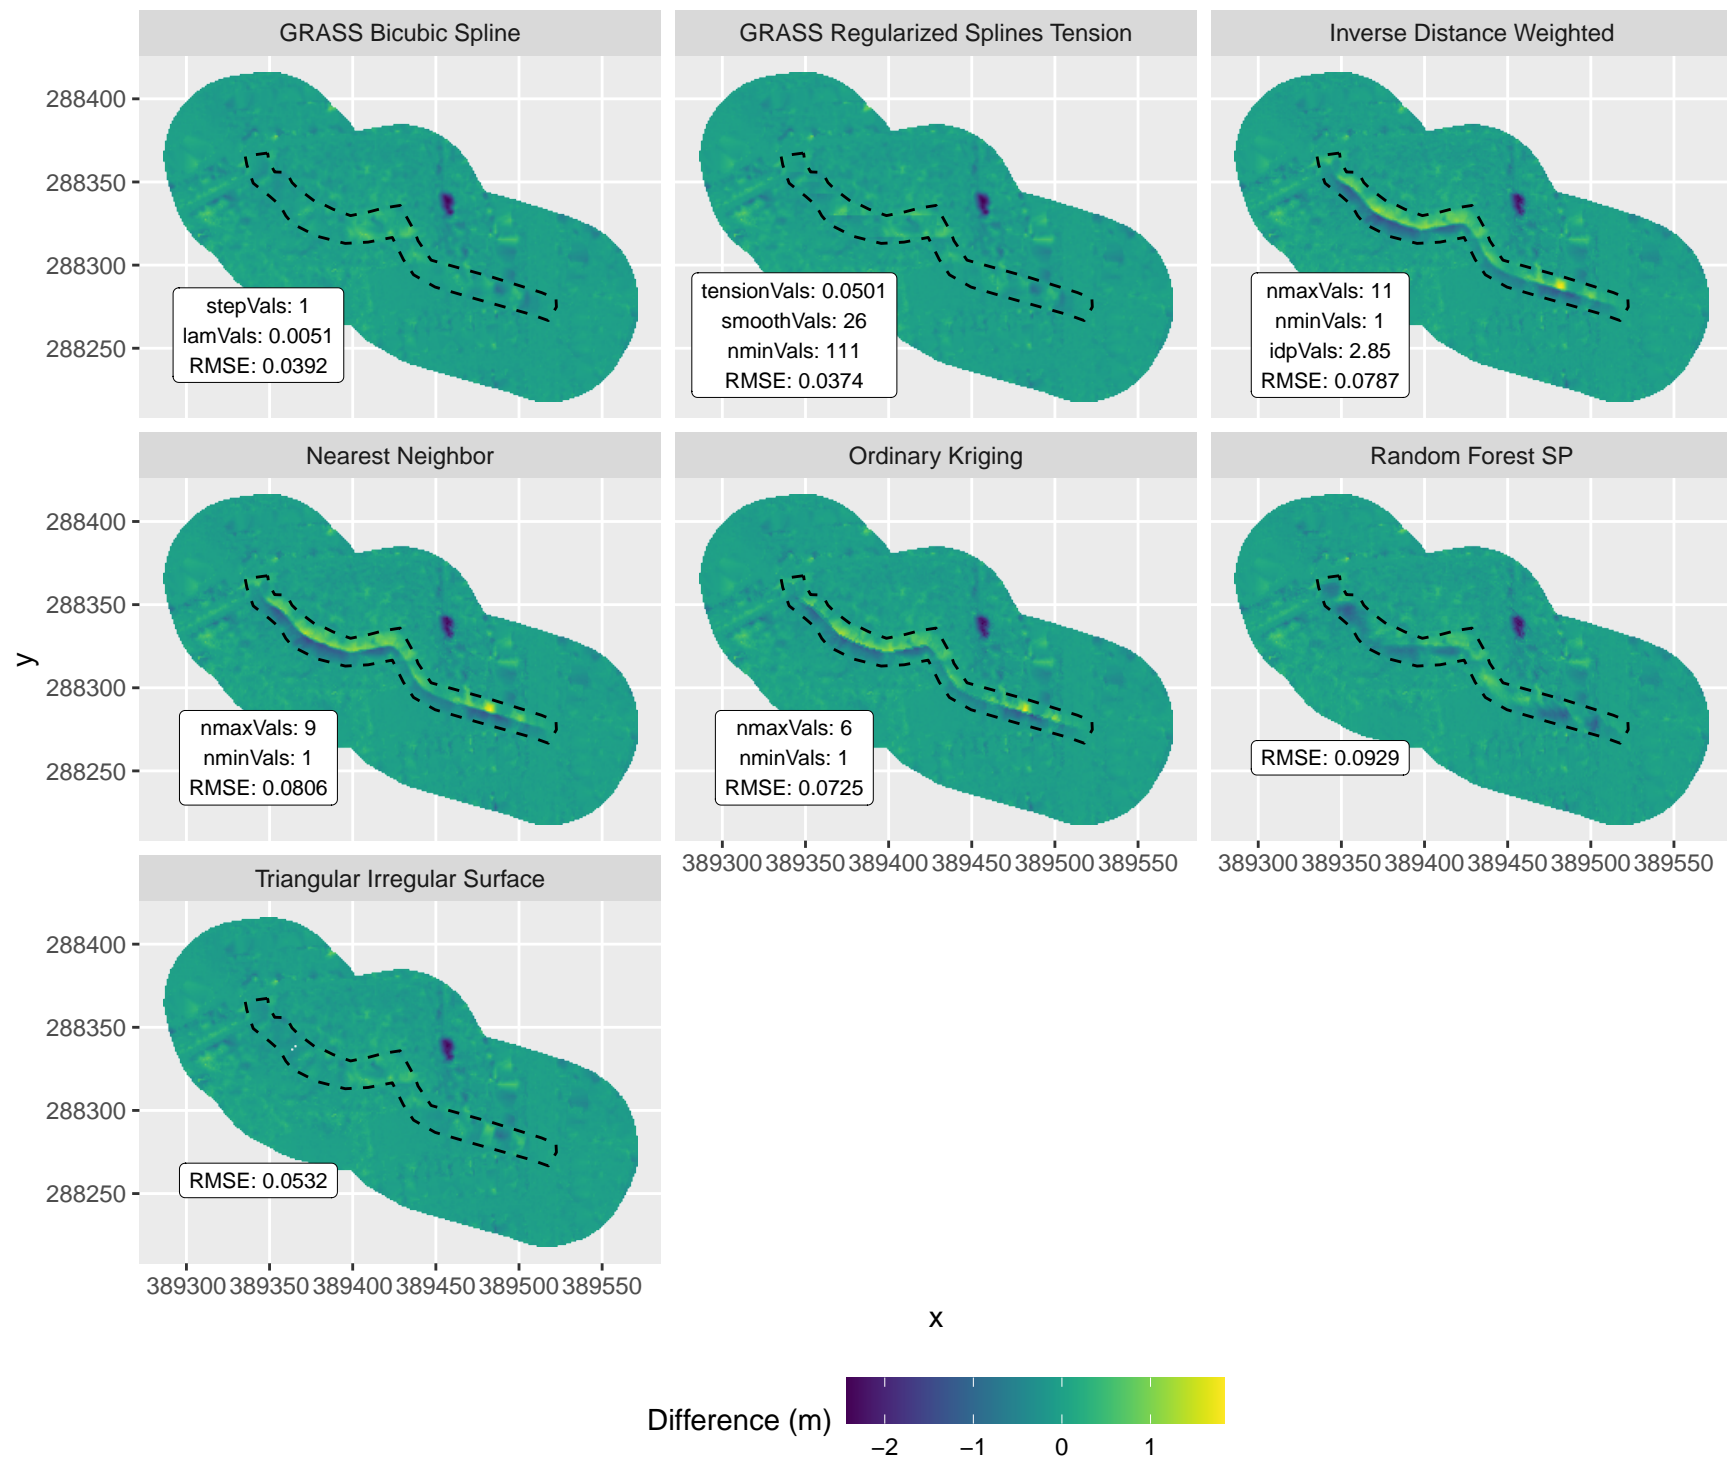 GRASS Bicubic Spline
GRASS Regularized Splines Tension
Inverse Distance Weighted
288400
288350
288300
288250
stepVals: 1
lamVals: 0.0051
RMSE: 0.0392
tensionVals: 0.0501
smoothVals: 26
nminVals: 111
RMSE: 0.0374
nmaxVals: 11
nminVals: 1
idpVals: 2.85
RMSE: 0.0787
Nearest Neighbor
Ordinary Kriging
Random Forest SP
288400
288350
288300
288250
nmaxVals: 9
nminVals: 1
RMSE: 0.0806
nmaxVals: 6
nminVals: 1
RMSE: 0.0725
RMSE: 0.0929
389300 389350 389400 389450 389500 389550
389300 389350 389400 389450 389500 389550
y
Triangular Irregular Surface
288400
288350
288300
288250
RMSE: 0.0532
389300 389350 389400 389450 389500 389550
x
Difference (m)
−2 −1 0 1